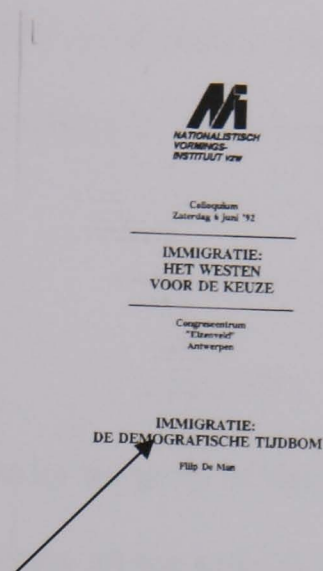 NATIONALISTISCH
VORMINGS-
INSTITUUT vzw
Colloquium
Zaterdag 6 juni '92
IMMIGRATIE:
HET WESTEN
VOOR DE KEUZE
Congrescentrum
"Elzenveld"
Antwerpen
IMMIGRATIE:
DE DEMOGRAFISCHE TIJDBOM
Filip De Man